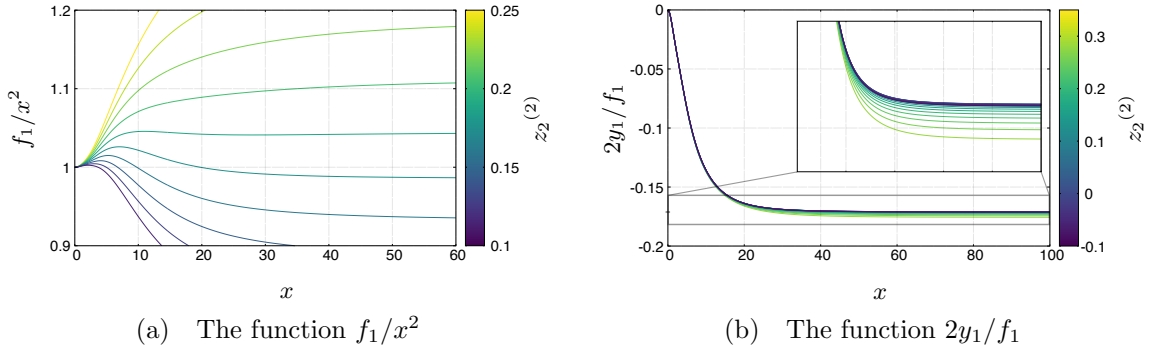 1.2
1.1
1
0.9
0 10 20 30 40 50 60
f₁/x²
x
0.25
0.2
0.15
0.1
z₂⁽²⁾
(a) The function f₁/x²
0
-0.05
-0.1
-0.15
-0.2
0 20 40 60 80 100
2y₁/f₁
x
0.3
0.2
0.1
0
-0.1
z₂⁽²⁾
(b) The function 2y₁/f₁